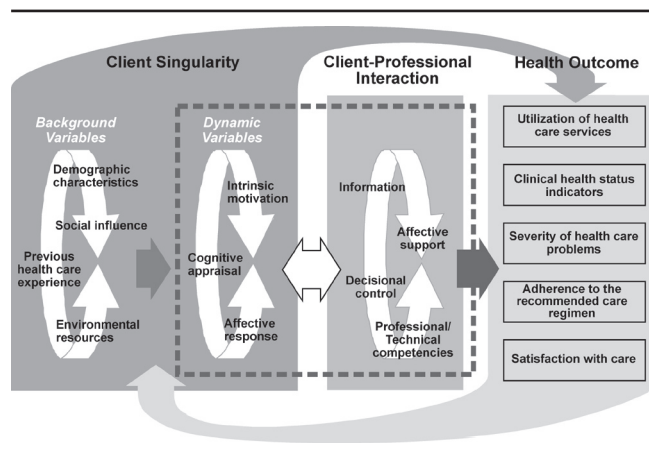 Client Singularity
Client-Professional
Interaction
Health Outcome
Background
Variables
Demographic
characteristics
Social influence
Previous
health care
experience
Environmental
resources
Dynamic
Variables
Intrinsic
motivation
Cognitive
appraisal
Affective
response
Information
Affective
support
Decisional
control
Professional/
Technical
competencies
Utilization of health
care services
Clinical health status
indicators
Severity of health care
problems
Adherence to the
recommended care
regimen
Satisfaction with care